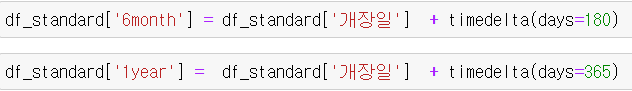 df_standard['6month'] = df_standard['개장일'] + timedelta(days=180)
df_standard['1year'] = df_standard['개장일'] + timedelta(days=365)